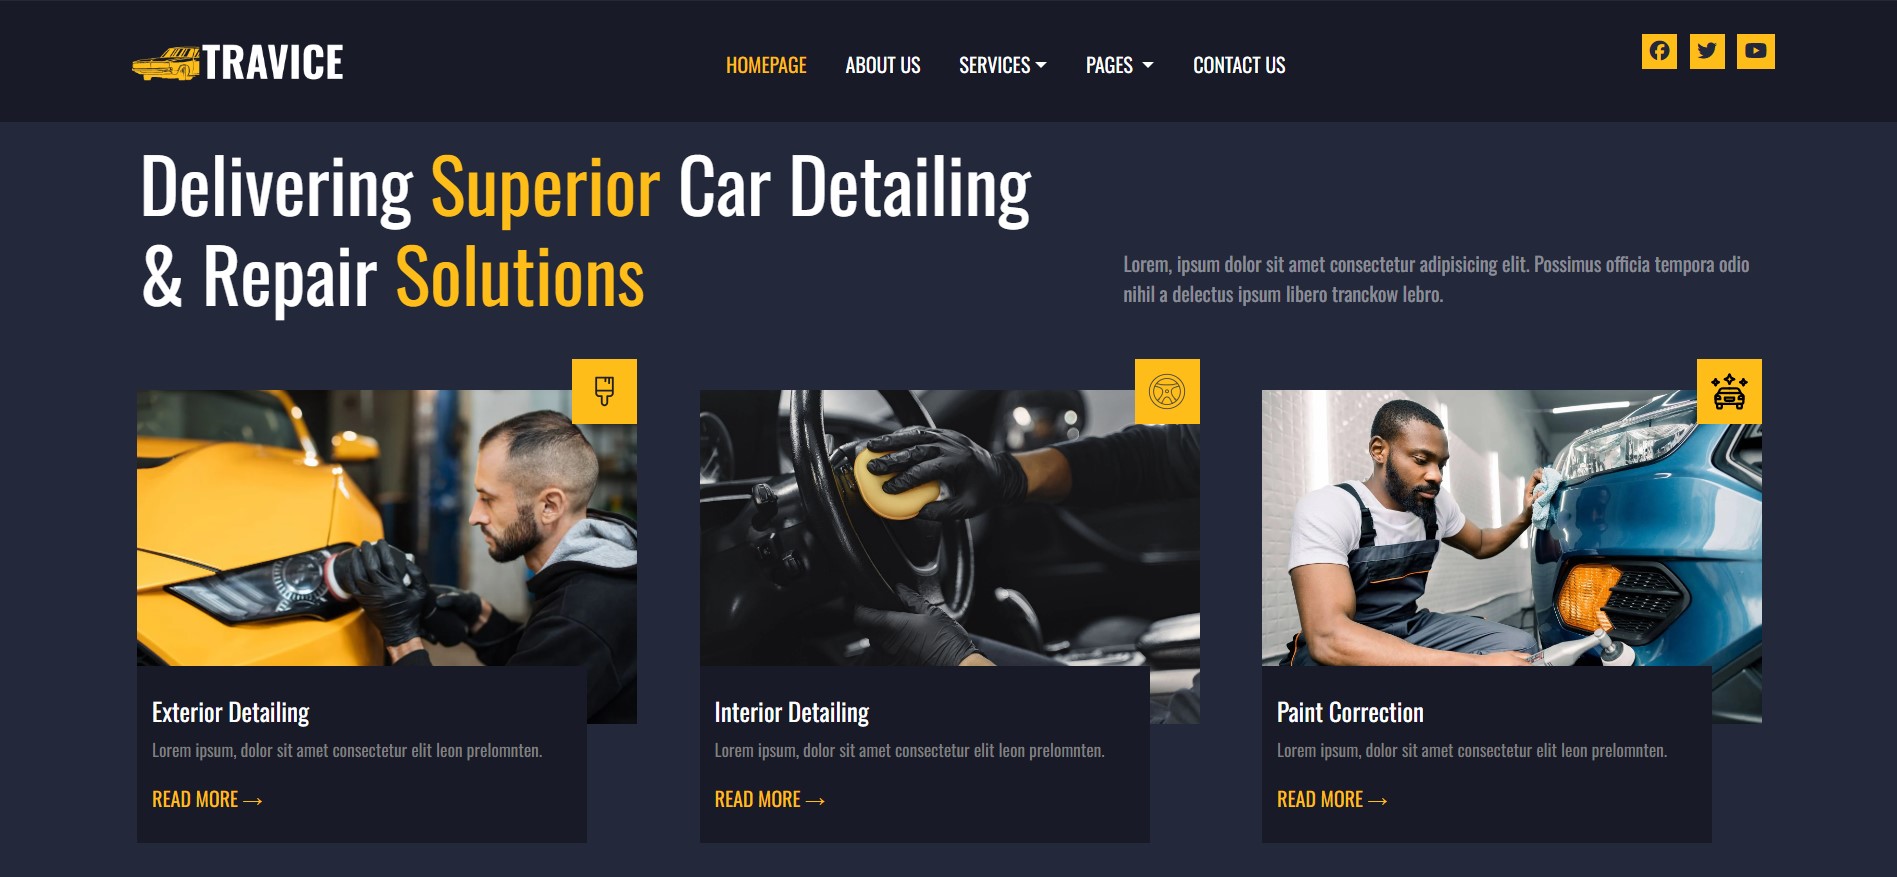 TRAVICE
HOMEPAGE
ABOUT US
SERVICES
PAGES
CONTACT US
Delivering Superior Car Detailing
& Repair Solutions
Lorem, ipsum dolor sit amet consectetur adipisicing elit. Possimus officia tempora odio
nihil a delectus ipsum libero tranckow lebro.
Exterior Detailing
Lorem ipsum, dolor sit amet consectetur elit leon prelomnten.
READ MORE →
Interior Detailing
Lorem ipsum, dolor sit amet consectetur elit leon prelomnten.
READ MORE →
Paint Correction
Lorem ipsum, dolor sit amet consectetur elit leon prelomnten.
READ MORE →